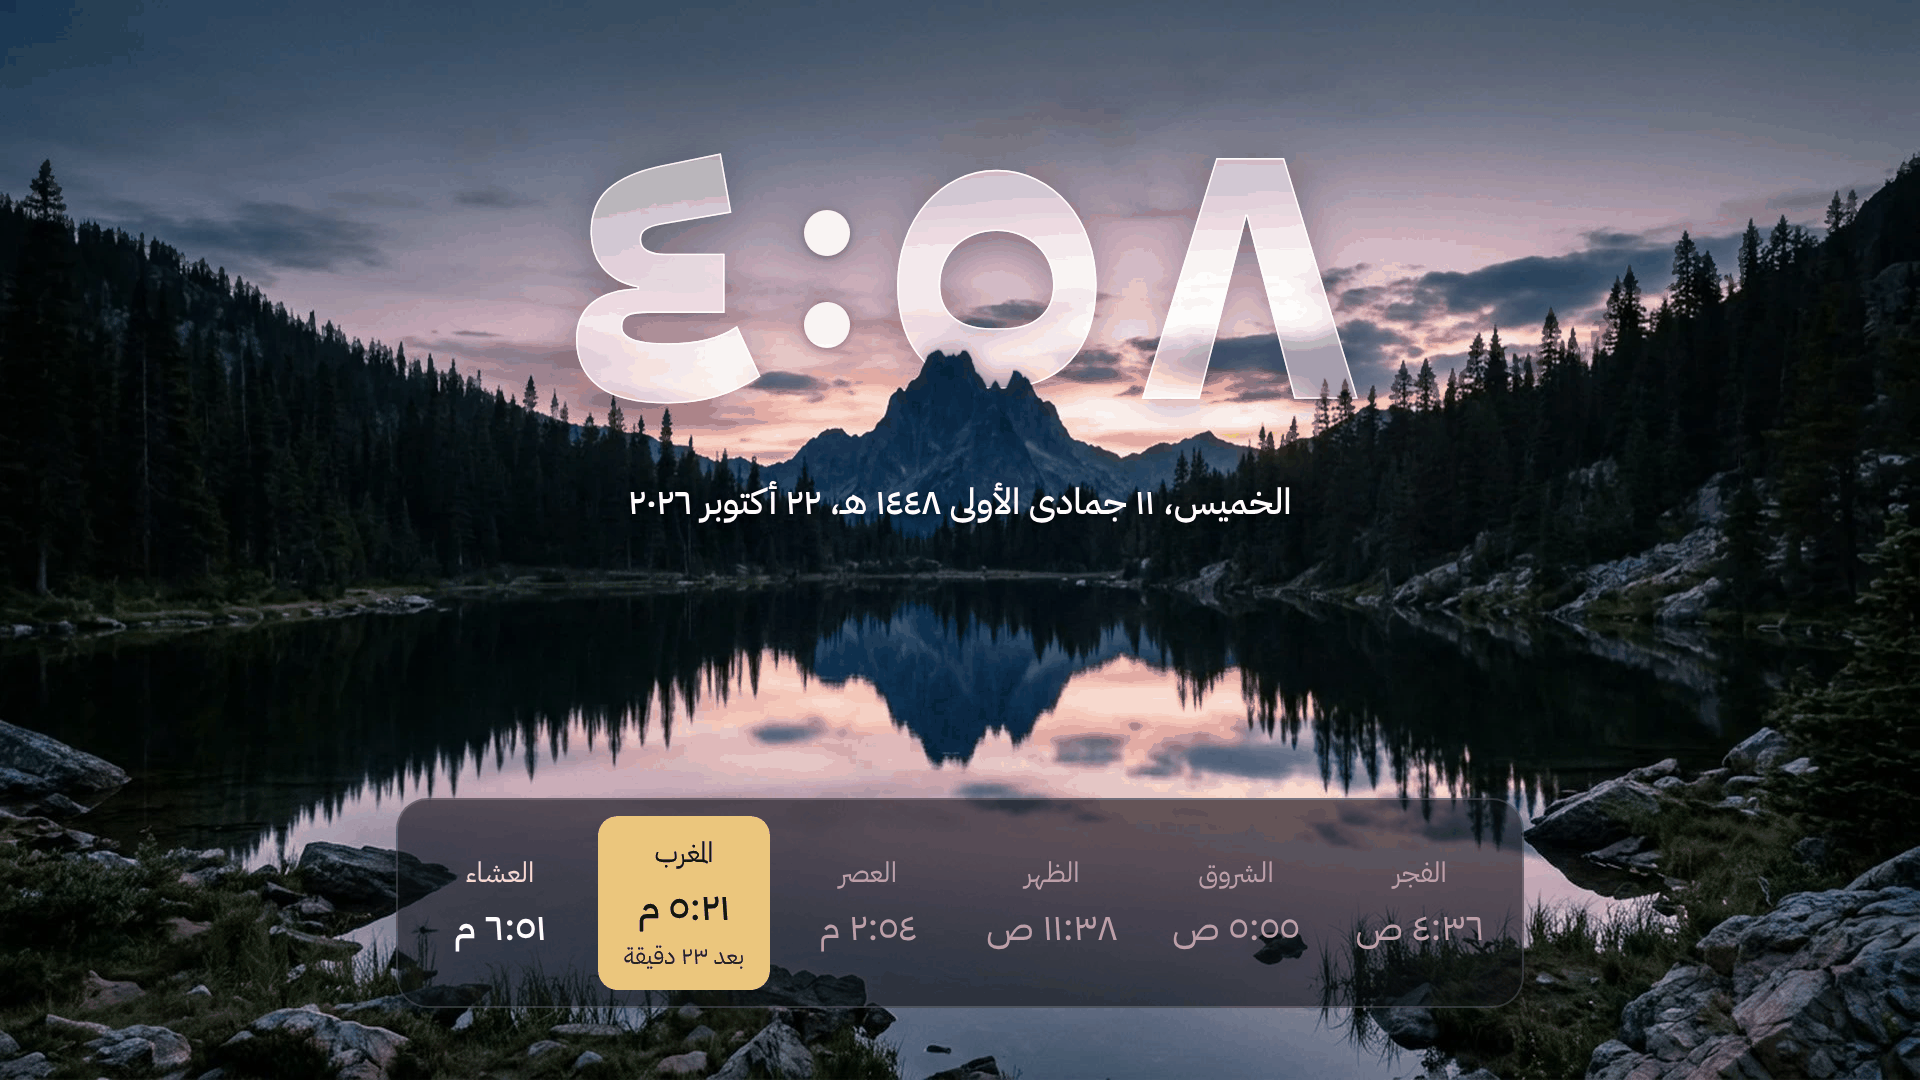 ٤:٥٨
الخميس، ١١ جمادى الأولى ١٤٤٨ هـ، ٢٢ أكتوبر ٢٠٢٦
الفجر
٤:٣٦ ص
الشروق
٥:٥٥ ص
الظهر
١١:٣٨ ص
العصر
٢:٥٤ م
المغرب
٥:٢١ م
بعد ٢٣ دقيقة
العشاء
٦:٥١ م